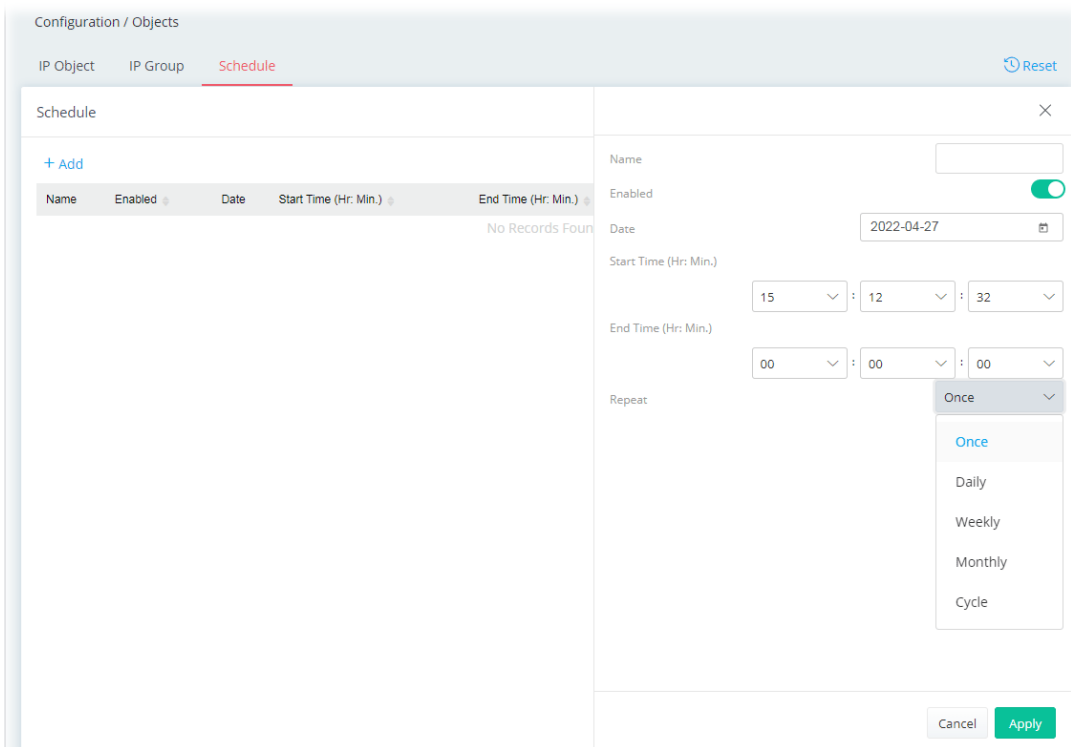 Configuration / Objects
IP Object IP Group Schedule Reset
Schedule
+ Add
Name Enabled Date Start Time (Hr: Min.) End Time (Hr: Min.)
No Records Foun
Name
Enabled
Date 2022-04-27
Start Time (Hr: Min.)
15 : 12 : 32
End Time (Hr: Min.)
00 : 00 : 00
Repeat Once
Once
Daily
Weekly
Monthly
Cycle
Cancel Apply